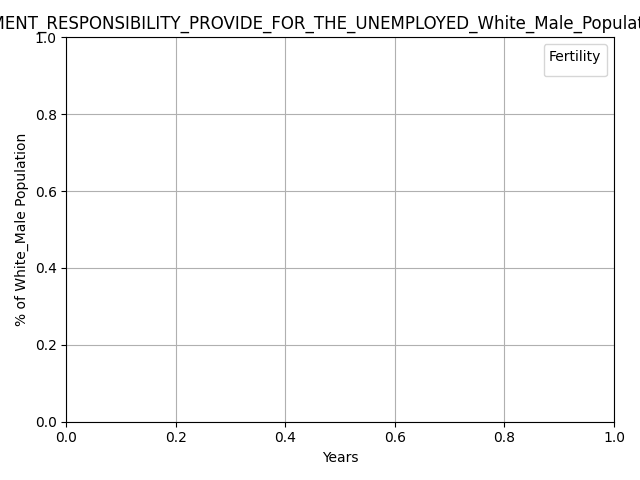 MENT_RESPONSIBILITY_PROVIDE_FOR_THE_UNEMPLOYED_White_Male_Populat
Fertility
1.0
0.8
0.6
0.4
0.2
0.0
% of White_Male Population
0.0 0.2 0.4 0.6 0.8 1.0
Years